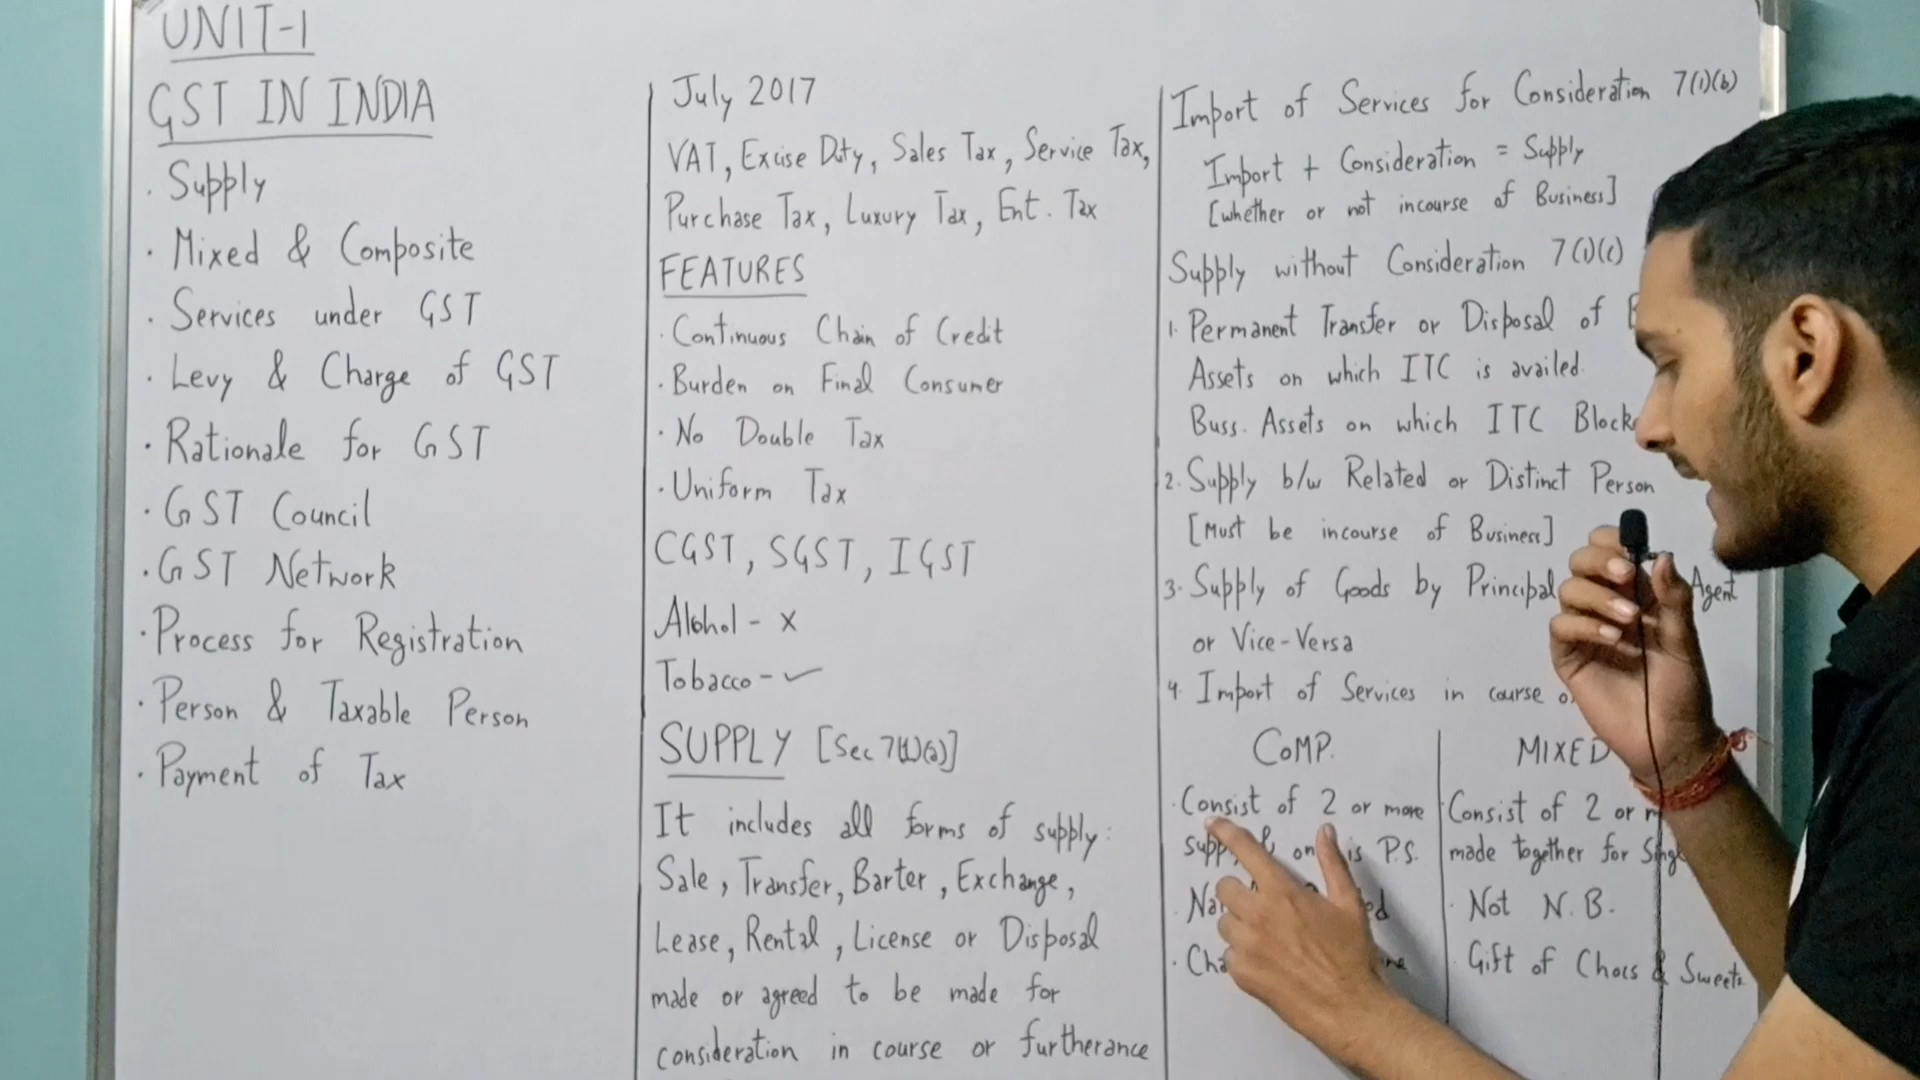 UNIT-1
GST IN INDIA
· Supply
· Mixed & Composite
· Services under GST
· Levy & Charge of GST
· Rationale for GST
· GST Council
· GST Network
· Process for Registration
· Person & Taxable Person
· Payment of Tax
July 2017
VAT, Excise Duty, Sales Tax, Service Tax,
Purchase Tax, Luxury Tax, Ent. Tax
FEATURES
· Continuous Chain of Credit
· Burden on Final Consumer
· No Double Tax
· Uniform Tax
CGST, SGST, IGST
Alohol - x
Tobacco - ✓
SUPPLY [Sec 7(1)(a)]
It includes all forms of supply:
Sale, Transfer, Barter, Exchange,
Lease, Rental, License or Disposal
made or agreed to be made for
consideration in course or furtherance
Import of Services for Consideration 7(1)(b)
Import + Consideration = Supply
[whether or not incourse of Business]
Supply without Consideration 7(1)(c)
1. Permanent Transfer or Disposal of
Assets on which ITC is availed.
Buss. Assets on which ITC Block
2. Supply b/w Related or Distinct Person
[Must be incourse of Business]
3. Supply of Goods by Principal Agent
or Vice-Versa
4. Import of Services in course
COMP.
· Consist of 2 or more
is P.S.
MIXED
· Consist of 2 or
made together for
· Not N.B.
· Gift of Chocs & Sweets